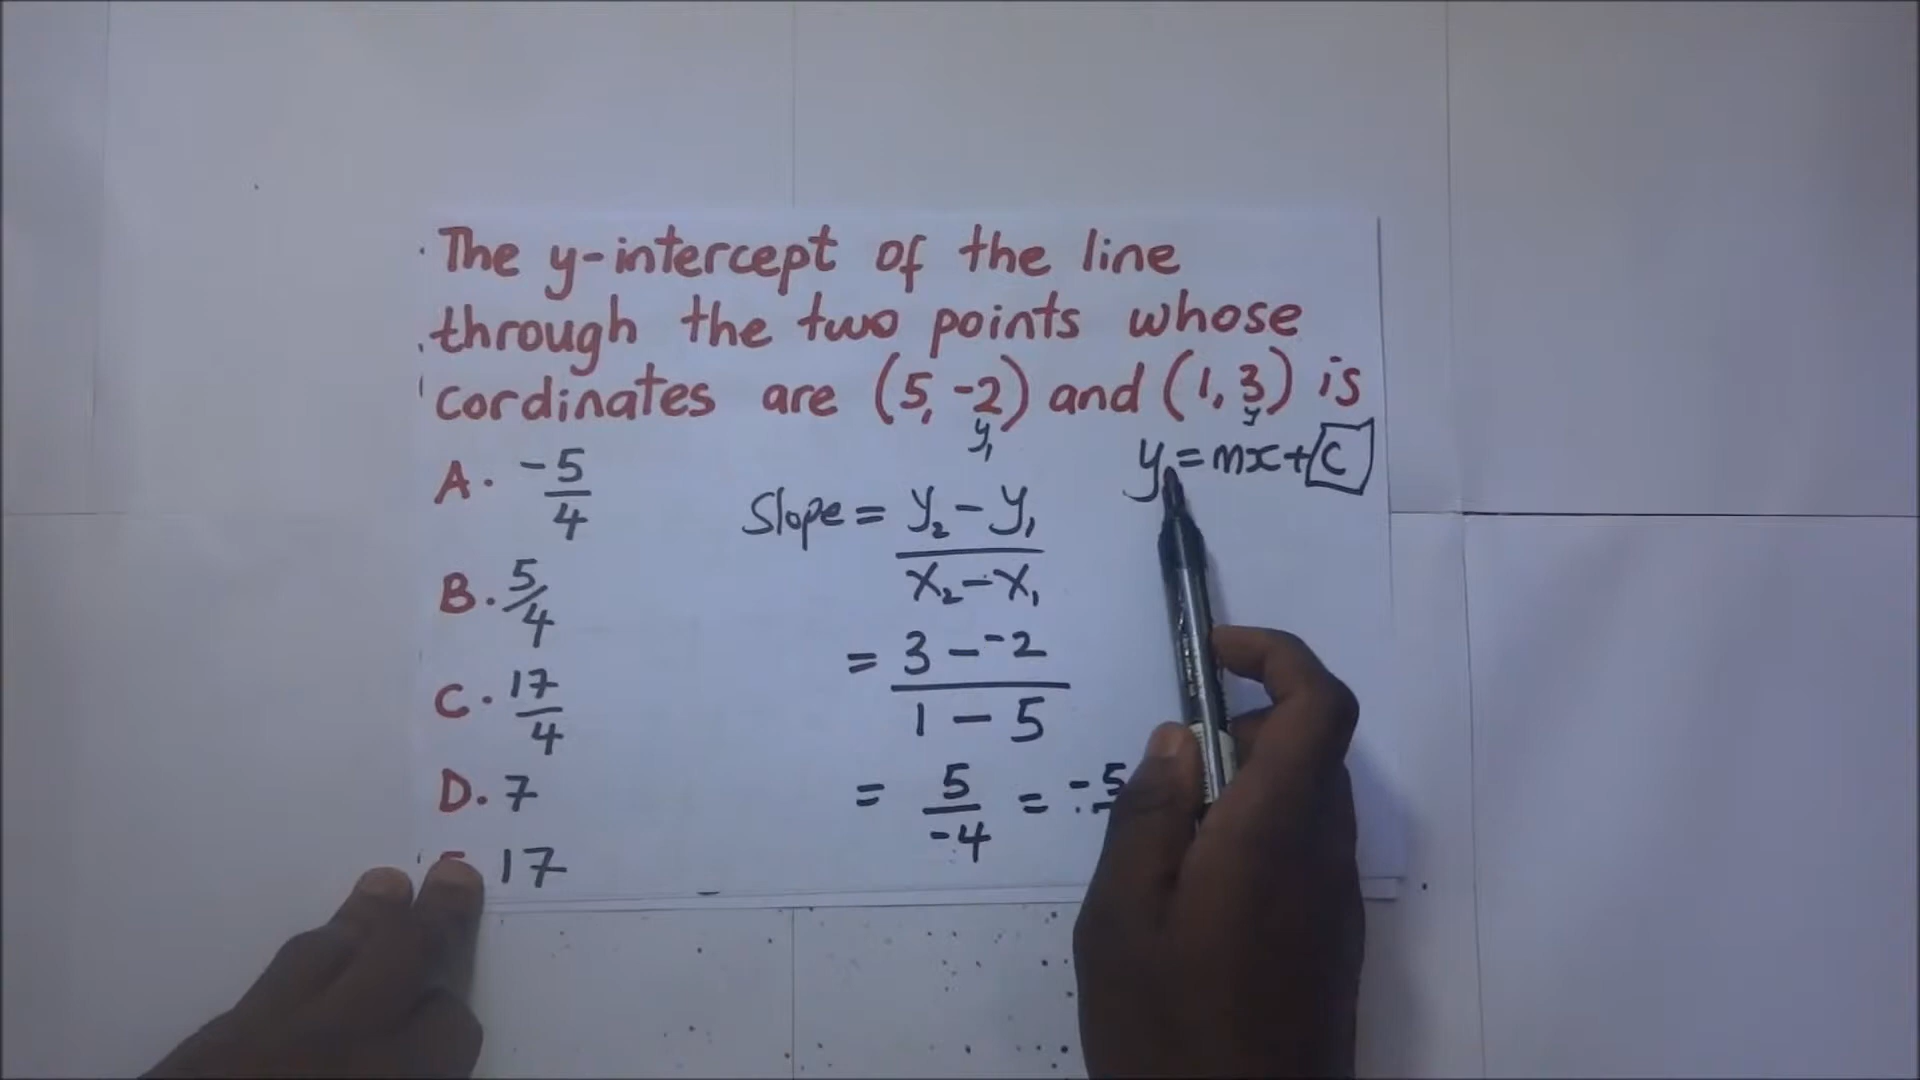 The y-intercept of the line
through the two points whose
cordinates are (5, -2) and (1, 3) is
y₁ y
y = mx + c
A. -5/4
Slope = y₂ - y₁ / x₂ - x₁
B. 5/4
= 3 - -2 / 1 - 5
C. 17/4
D. 7
= 5/-4 = -5
17